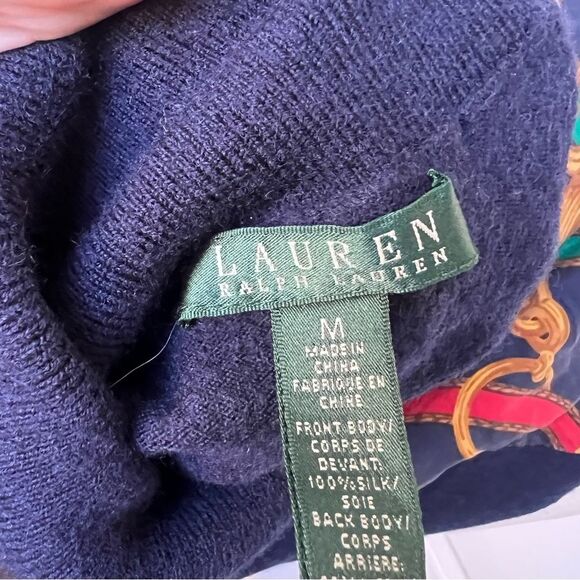 LAUREN
RALPH LAUREN
M
MADE IN
CHINA
FABRIQUE EN
CHINE
FRONT BODY/
CORPS DE
DEVANT:
100%SILK/
SOIE
BACK BODY/
CORPS
ARRIERE: